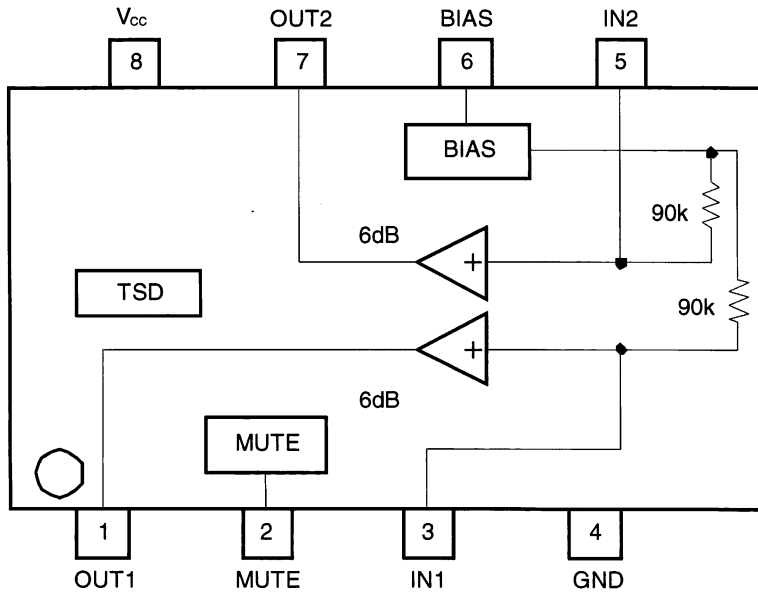 Vcc OUT2 BIAS IN2
8 7 6 5
BIAS
90k
6dB
+
TSD
90k
+
6dB
MUTE
1 2 3 4
OUT1 MUTE IN1 GND